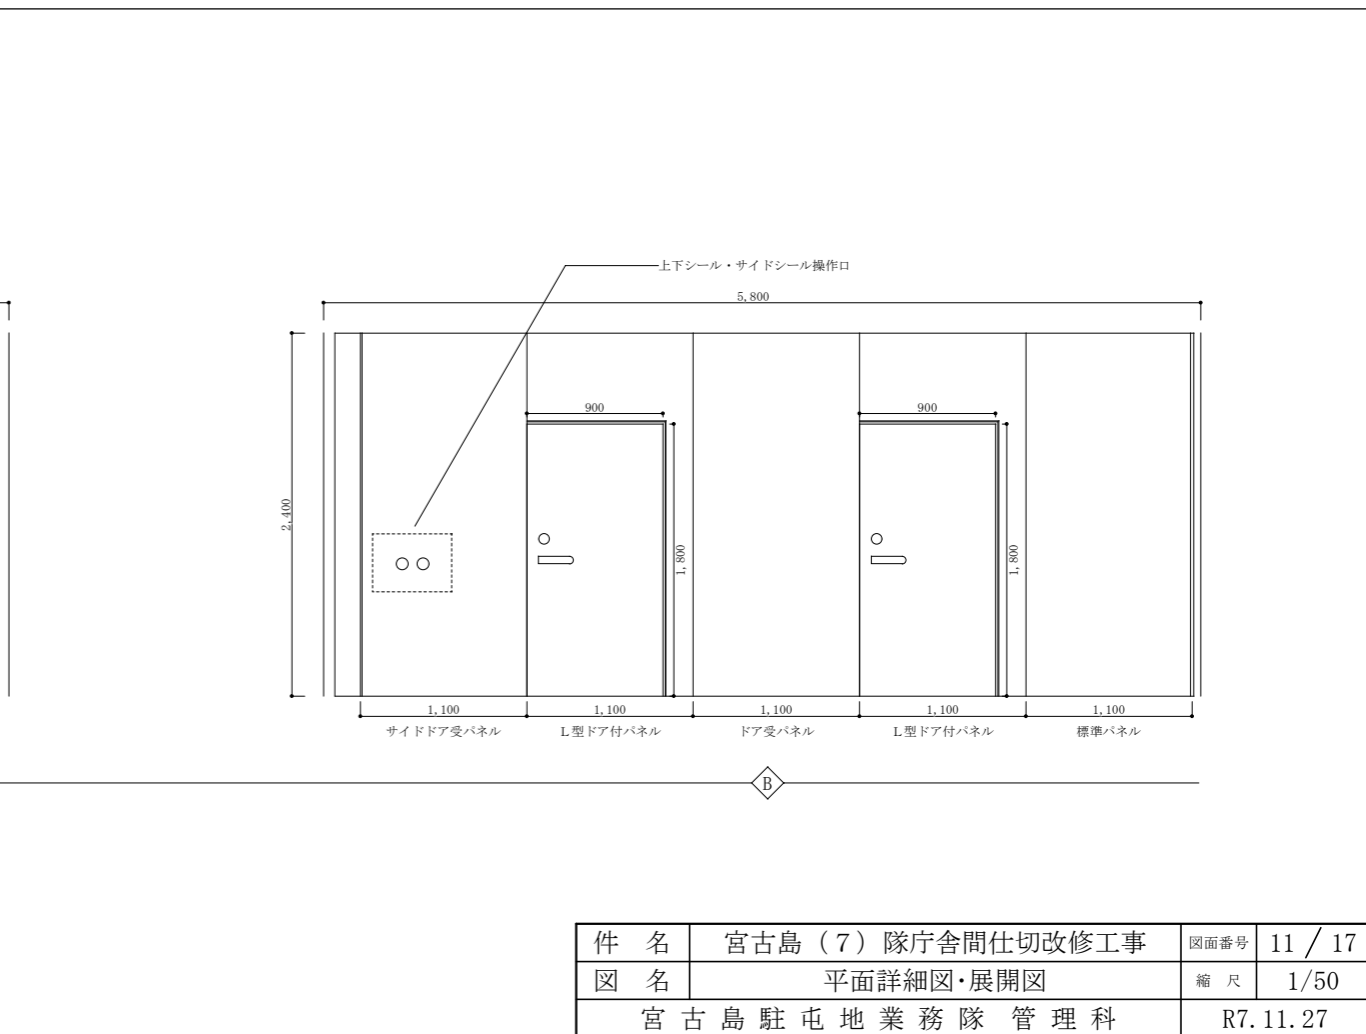 上下シール・サイドシール操作口
5,800
900
900
2,400
1,800
1,800
1,100
1,100
1,100
1,100
1,100
サイドドア受パネル
L型ドア付パネル
ドア受パネル
L型ドア付パネル
標準パネル
B
件 名
宮古島（７）隊庁舎間仕切改修工事
図面番号
11 / 17
図 名
平面詳細図・展開図
縮 尺
1/50
宮古島駐屯地業務隊 管理科
R7.11.27